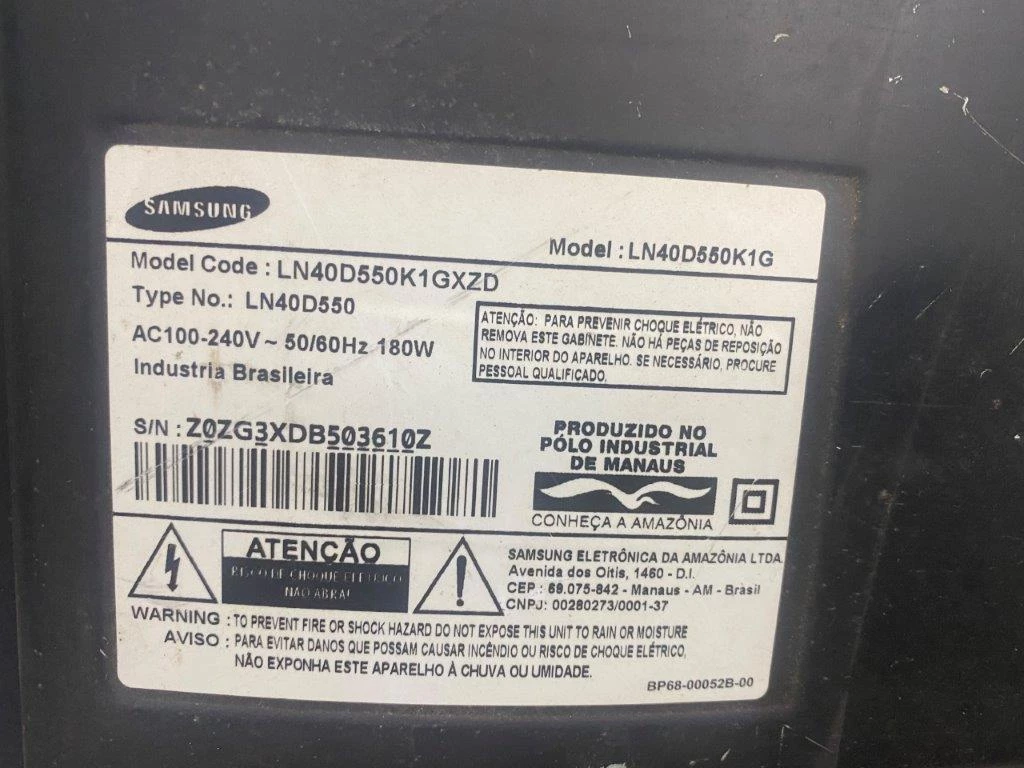 SAMSUNG
Model : LN40D550K1G
Model Code : LN40D550K1GXZD
Type No.: LN40D550
AC100-240V ~ 50/60Hz 180W
Industria Brasileira
ATENÇÃO: PARA PREVENIR CHOQUE ELÉTRICO, NÃO
REMOVA ESTE GABINETE. NÃO HÁ PEÇAS DE REPOSIÇÃO
NO INTERIOR DO APARELHO. SE NECESSÁRIO, PROCURE
PESSOAL QUALIFICADO.
S/N : Z0ZG3XDB503610Z
PRODUZIDO NO
PÓLO INDUSTRIAL
DE MANAUS
CONHEÇA A AMAZÔNIA
ATENÇÃO
RISCO DE CHOQUE ELÉTRICO
NÃO ABRA!
SAMSUNG ELETRÔNICA DA AMAZÔNIA LTDA.
Avenida dos Oitis, 1460 - D.I.
CEP : 69.075-842 - Manaus - AM - Brasil
CNPJ: 00280273/0001-37
WARNING : TO PREVENT FIRE OR SHOCK HAZARD DO NOT EXPOSE THIS UNIT TO RAIN OR MOISTURE
AVISO : PARA EVITAR DANOS QUE POSSAM CAUSAR INCÊNDIO OU RISCO DE CHOQUE ELÉTRICO,
NÃO EXPONHA ESTE APARELHO À CHUVA OU UMIDADE.
BP68-00052B-00